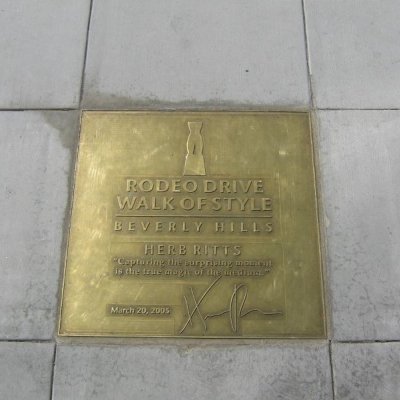 RODEO DRIVE
WALK OF STYLE
BEVERLY HILLS
HERB RITTS
"Capturing the surprising moment
is the true magic of the medium."
March 20, 2005